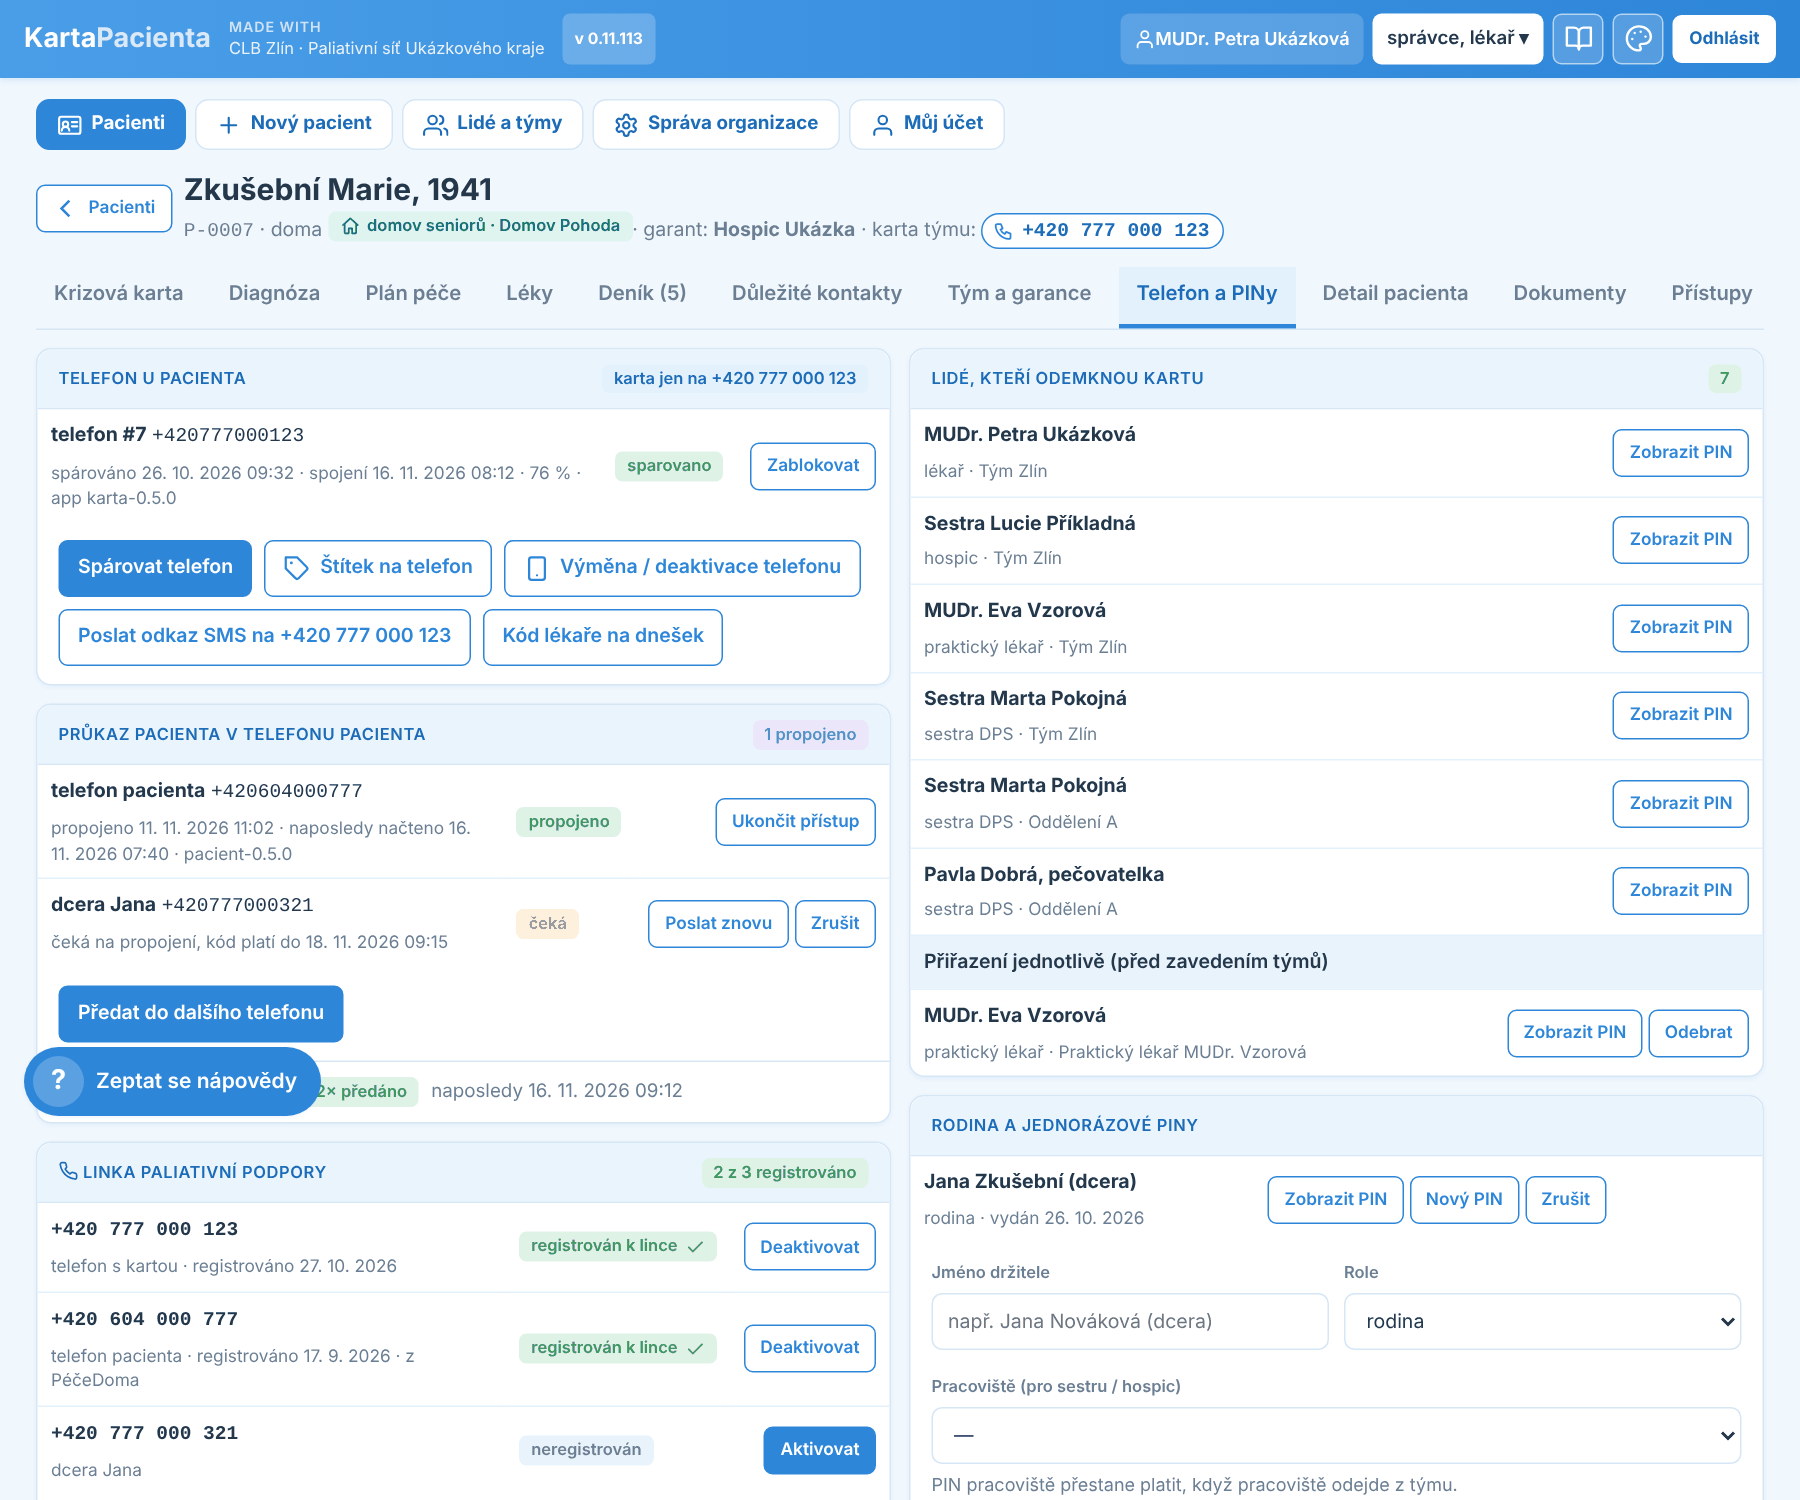 KartaPacienta
MADE WITH
CLB Zlín · Paliativní síť Ukázkového kraje
v 0.11.113
MUDr. Petra Ukázková
správce, lékař ▾
Odhlásit
Pacienti
Nový pacient
Lidé a týmy
Správa organizace
Můj účet
Pacienti
Zkušební Marie, 1941
P-0007 · doma domov seniorů · Domov Pohoda · garant: Hospic Ukázka · karta týmu: +420 777 000 123
Krizová karta
Diagnóza
Plán péče
Léky
Deník (5)
Důležité kontakty
Tým a garance
Telefon a PINy
Detail pacienta
Dokumenty
Přístupy
TELEFON U PACIENTA
karta jen na +420 777 000 123
telefon #7 +420777000123
spárováno 26. 10. 2026 09:32 · spojení 16. 11. 2026 08:12 · 76 % ·
app karta-0.5.0
sparovano
Zablokovat
Spárovat telefon
Štítek na telefon
Výměna / deaktivace telefonu
Poslat odkaz SMS na +420 777 000 123
Kód lékaře na dnešek
PRŮKAZ PACIENTA V TELEFONU PACIENTA
1 propojeno
telefon pacienta +420604000777
propojeno 11. 11. 2026 11:02 · naposledy načteno 16.
11. 2026 07:40 · pacient-0.5.0
propojeno
Ukončit přístup
dcera Jana +420777000321
čeká na propojení, kód platí do 18. 11. 2026 09:15
čeká
Poslat znovu
Zrušit
Předat do dalšího telefonu
? Zeptat se nápovědy
2× předáno
naposledy 16. 11. 2026 09:12
LINKA PALIATIVNÍ PODPORY
2 z 3 registrováno
+420 777 000 123
telefon s kartou · registrováno 27. 10. 2026
registrován k lince ✓
Deaktivovat
+420 604 000 777
telefon pacienta · registrováno 17. 9. 2026 · z
PéčeDoma
registrován k lince ✓
Deaktivovat
+420 777 000 321
dcera Jana
neregistrován
Aktivovat
LIDÉ, KTEŘÍ ODEMKNOU KARTU
7
MUDr. Petra Ukázková
lékař · Tým Zlín
Zobrazit PIN
Sestra Lucie Příkladná
hospic · Tým Zlín
Zobrazit PIN
MUDr. Eva Vzorová
praktický lékař · Tým Zlín
Zobrazit PIN
Sestra Marta Pokojná
sestra DPS · Tým Zlín
Zobrazit PIN
Sestra Marta Pokojná
sestra DPS · Oddělení A
Zobrazit PIN
Pavla Dobrá, pečovatelka
sestra DPS · Oddělení A
Zobrazit PIN
Přiřazení jednotlivě (před zavedením týmů)
MUDr. Eva Vzorová
praktický lékař · Praktický lékař MUDr. Vzorová
Zobrazit PIN
Odebrat
RODINA A JEDNORÁZOVÉ PINY
Jana Zkušební (dcera)
rodina · vydán 26. 10. 2026
Zobrazit PIN
Nový PIN
Zrušit
Jméno držitele
Role
např. Jana Nováková (dcera)
rodina
Pracoviště (pro sestru / hospic)
—
PIN pracoviště přestane platit, když pracoviště odejde z týmu.